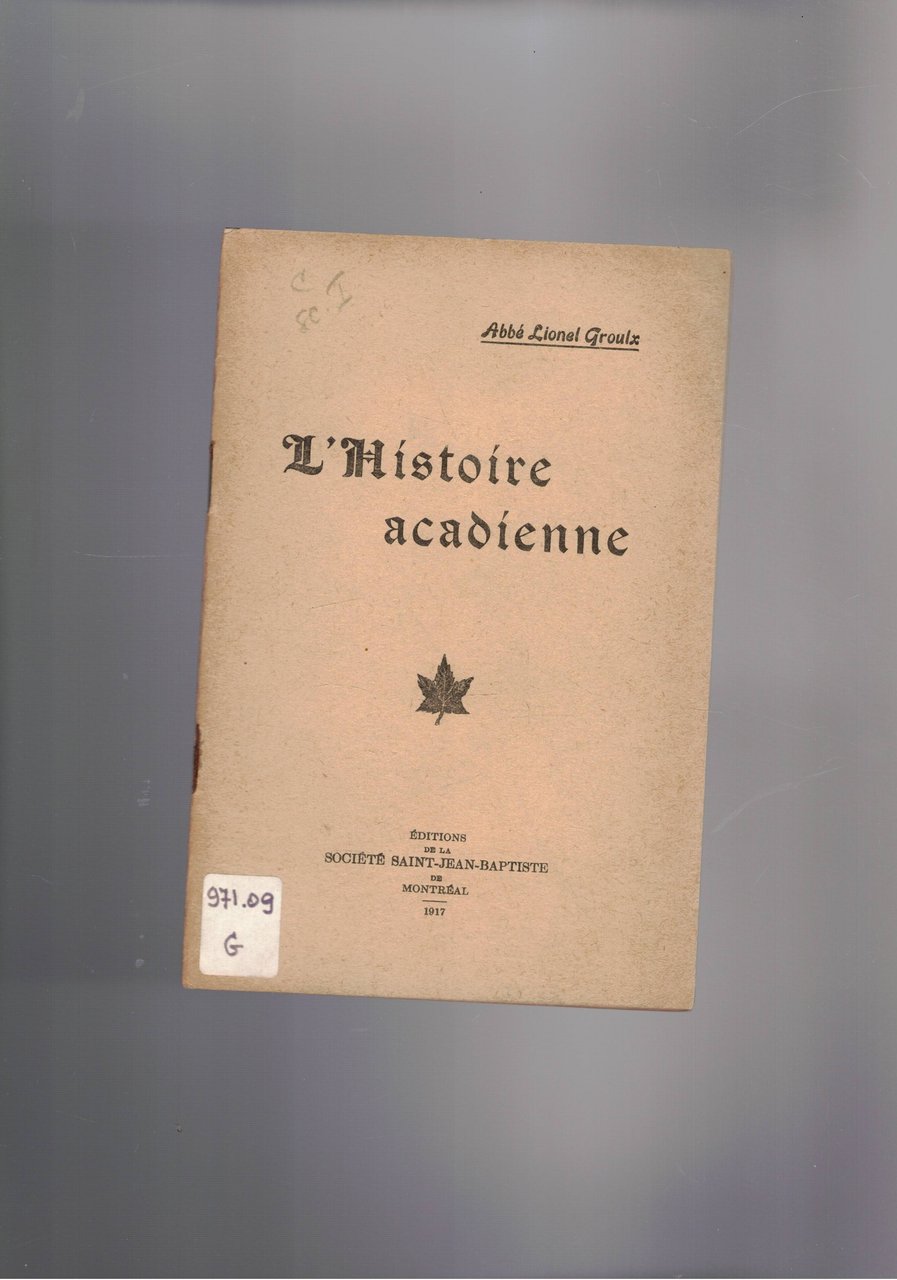 Abbé Lionel Groulx
L'Histoire
acadienne
ÉDITIONS
DE LA
SOCIÉTÉ SAINT-JEAN-BAPTISTE
DE
MONTRÉAL
1917
971.09
G